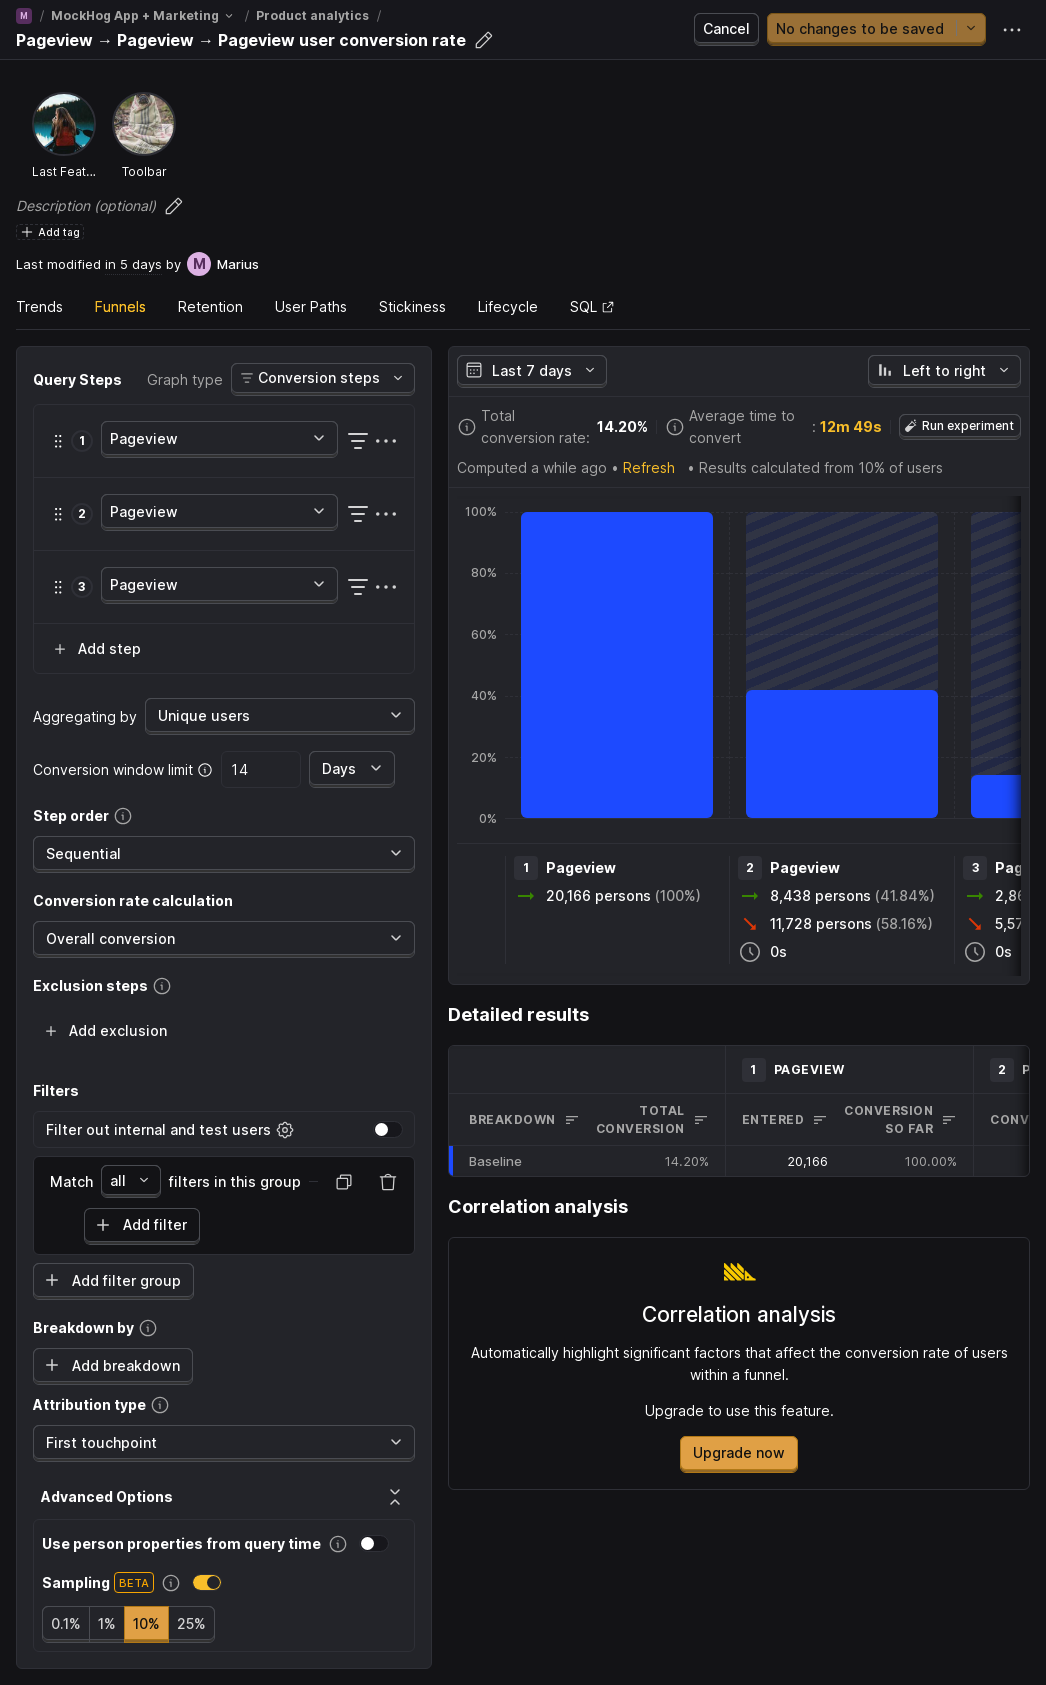 M / MockHog App + Marketing / Product analytics /
Pageview → Pageview → Pageview user conversion rate
Cancel
No changes to be saved
Last Feat...
Toolbar
Description (optional)
Add tag
Last modified in 5 days by M Marius
Trends Funnels Retention User Paths Stickiness Lifecycle SQL
Query Steps Graph type Conversion steps
1 Pageview
2 Pageview
3 Pageview
Add step
Aggregating by Unique users
Conversion window limit 14 Days
Step order
Sequential
Conversion rate calculation
Overall conversion
Exclusion steps
Add exclusion
Filters
Filter out internal and test users
Match all filters in this group
Add filter
Add filter group
Breakdown by
Add breakdown
Attribution type
First touchpoint
Advanced Options
Use person properties from query time
Sampling BETA
0.1% 1% 10% 25%
Last 7 days
Left to right
Total conversion rate: 14.20%
Average time to convert : 12m 49s
Run experiment
Computed a while ago • Refresh • Results calculated from 10% of users
100%
80%
60%
40%
20%
0%
1 Pageview
20,166 persons (100%)
2 Pageview
8,438 persons (41.84%)
11,728 persons (58.16%)
0s
3 Pag
2,86
5,57
0s
Detailed results
1 PAGEVIEW
2 P
BREAKDOWN TOTAL CONVERSION ENTERED CONVERSION SO FAR CONV
Baseline 14.20% 20,166 100.00%
Correlation analysis
Correlation analysis
Automatically highlight significant factors that affect the conversion rate of users
within a funnel.
Upgrade to use this feature.
Upgrade now